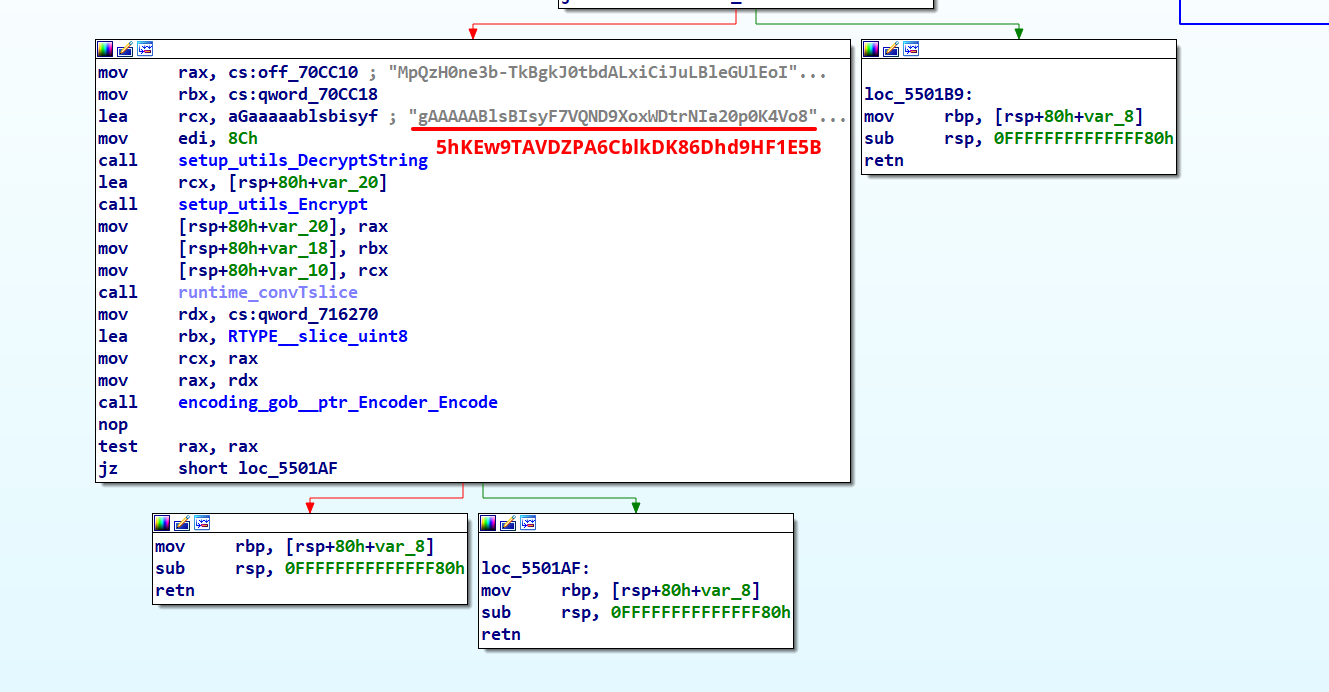 mov rax, cs:off_70CC10 ; "MpQzH0ne3b-TkBgkJ0tbdALxiCiJuLBleGUlEoI"...
mov rbx, cs:qword_70CC18
lea rcx, aGaaaaablsbisyf ; "gAAAAABlsBIsyF7VQND9XoxWDtrNIa20p0K4Vo8"...
mov edi, 8Ch
5hKEw9TAVDZPA6CblkDK86Dhd9HF1E5B
call setup_utils_DecryptString
lea rcx, [rsp+80h+var_20]
call setup_utils_Encrypt
mov [rsp+80h+var_20], rax
mov [rsp+80h+var_18], rbx
mov [rsp+80h+var_10], rcx
call runtime_convTslice
mov rdx, cs:qword_716270
lea rbx, RTYPE__slice_uint8
mov rcx, rax
mov rax, rdx
call encoding_gob__ptr_Encoder_Encode
nop
test rax, rax
jz short loc_5501AF
loc_5501B9:
mov rbp, [rsp+80h+var_8]
sub rsp, 0FFFFFFFFFFFFFF80h
retn
mov rbp, [rsp+80h+var_8]
sub rsp, 0FFFFFFFFFFFFFF80h
retn
loc_5501AF:
mov rbp, [rsp+80h+var_8]
sub rsp, 0FFFFFFFFFFFFFF80h
retn